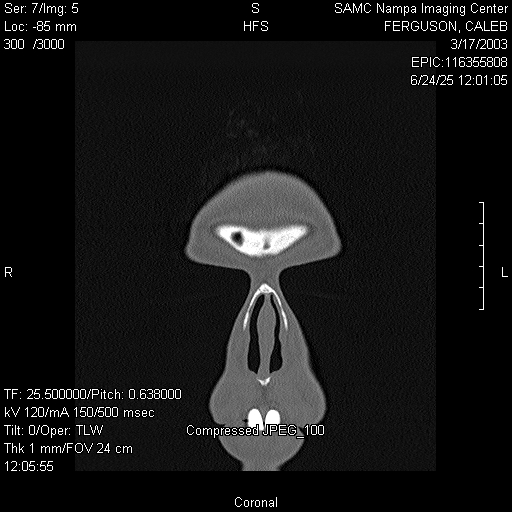 Ser: 7/Img: 5
Loc: -85 mm
300 /3000
S
HFS
SAMC Nampa Imaging Center
FERGUSON, CALEB
3/17/2003
EPIC:116355808
6/24/25 12:01:05
R
L
TF: 25.500000/Pitch: 0.638000
kV 120/mA 150/500 msec
Tilt: 0/Oper: TLW
Thk 1 mm/FOV 24 cm
12:05:55
Compressed JPEG_100
Coronal